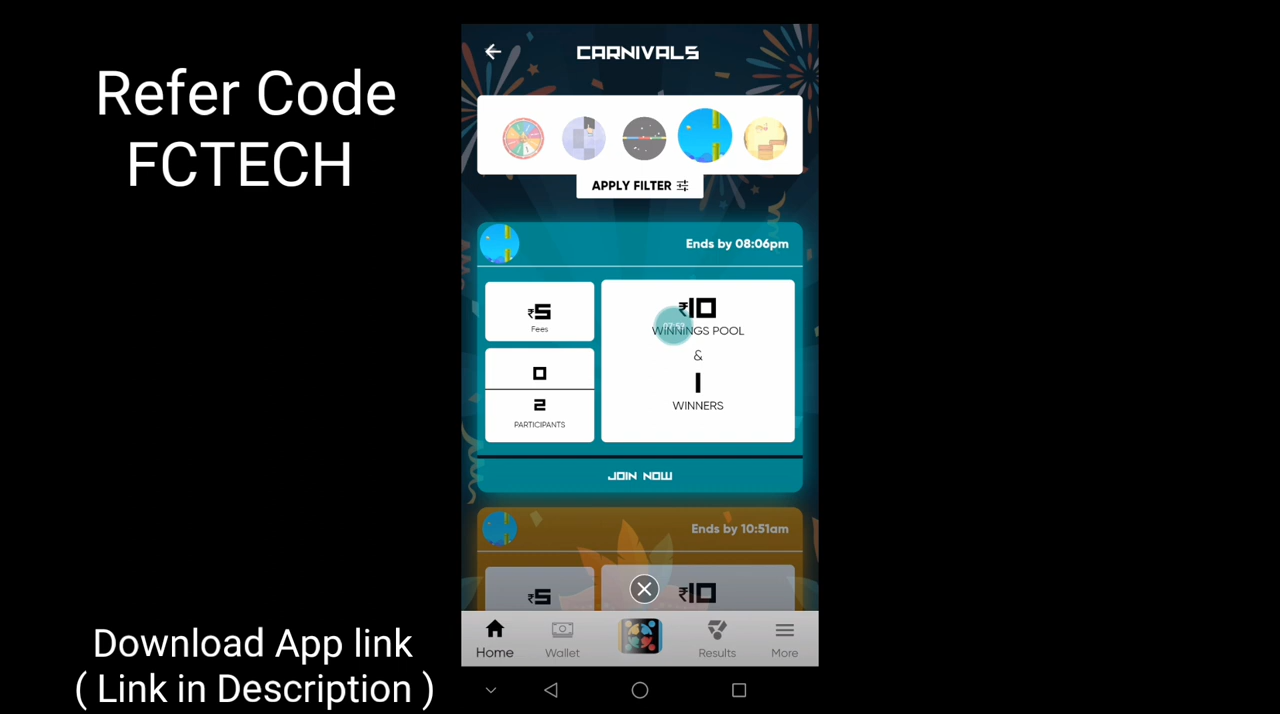 Refer Code
FCTECH
CARNIVALS
APPLY FILTER
Ends by 08:06pm
₹5
Fees
0
2
PARTICIPANTS
₹10
WINNINGS POOL
&
1
WINNERS
JOIN NOW
Ends by 10:51am
₹5
₹10
Home
Wallet
Results
More
Download App link
( Link in Description )